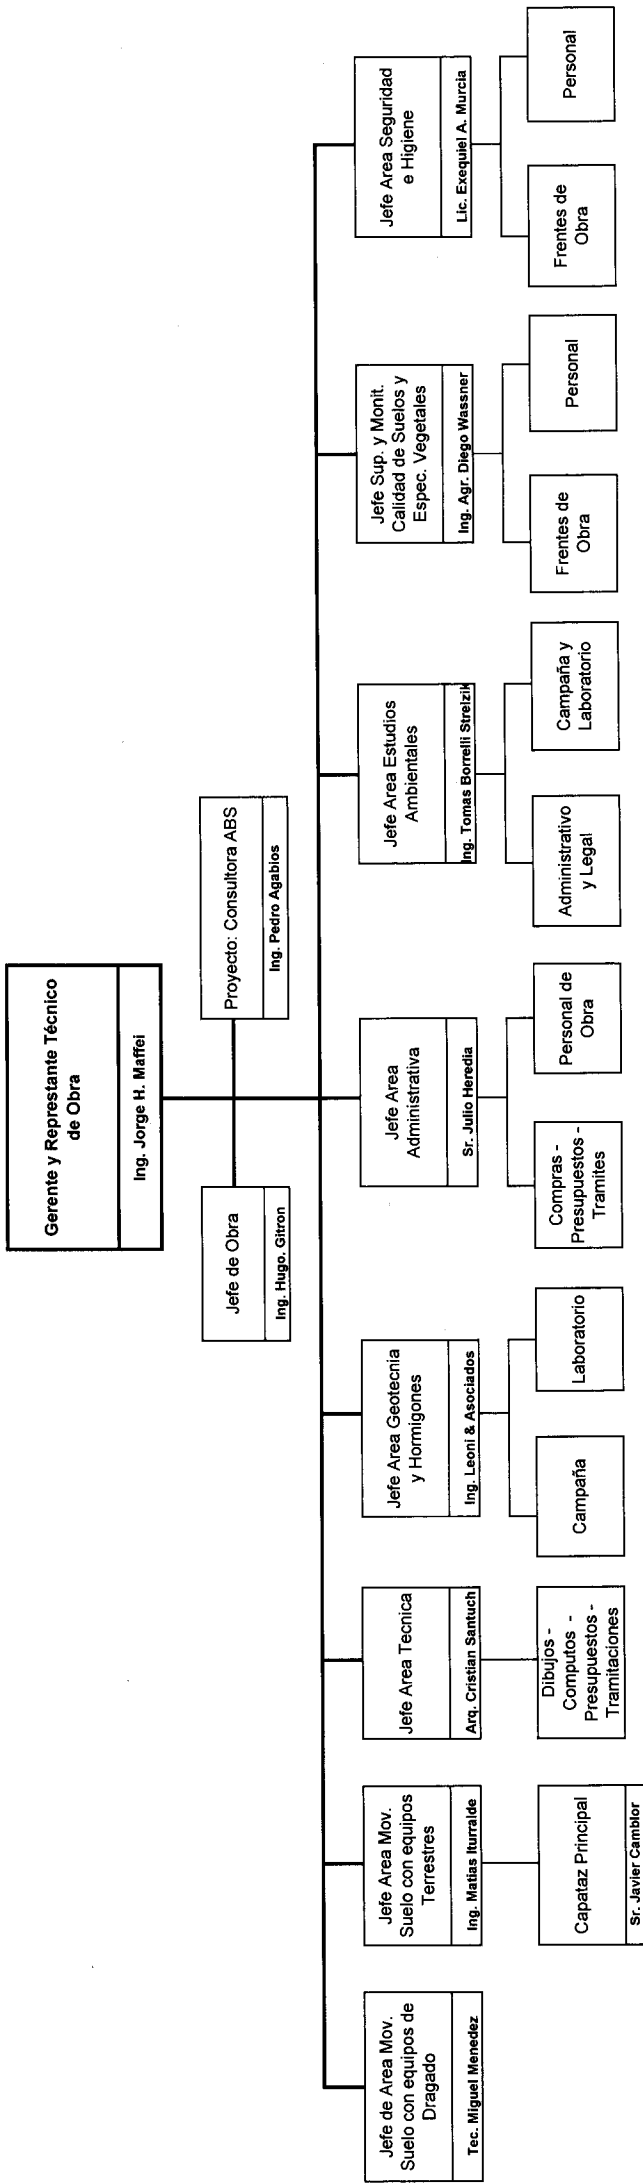 Gerente y Represtante Técnico
de Obra
Ing. Jorge H. Maffei
Jefe de Obra
Ing. Hugo. Gitron
Proyecto: Consultora ABS
Ing. Pedro Agabios
Jefe de Area Mov.
Suelo con equipos de
Dragado
Tec. Miguel Menedez
Jefe Area Mov.
Suelo con equipos
Terrestres
Ing. Matias Iturralde
Capataz Principal
Sr. Javier Camblor
Jefe Area Tecnica
Arq. Cristian Santuch
Dibujos -
Computos -
Presupuestos -
Tramitaciones
Jefe Area Geotecnia
y Hormigones
Ing. Leoni & Asociados
Campaña
Laboratorio
Jefe Area
Administrativa
Sr. Julio Heredia
Compras -
Presupuestos -
Tramites
Personal de
Obra
Jefe Area Estudios
Ambientales
Ing. Tomas Borrelli Strelzik
Administrativo
y Legal
Campaña y
Laboratorio
Jefe Sup. y Monit.
Calidad de Suelos y
Espec. Vegetales
Ing. Agr. Diego Wassner
Frentes de
Obra
Personal
Jefe Area Seguridad
e Higiene
Lic. Exequiel A. Murcia
Frentes de
Obra
Personal